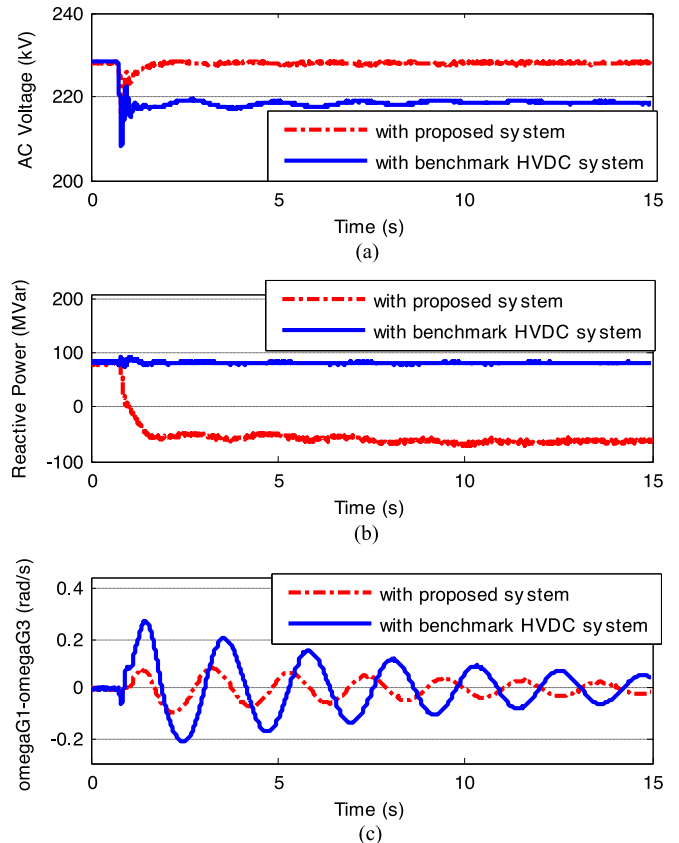 240
220
200
AC Voltage (kV)
with proposed system
with benchmark HVDC system
0 5 10 15
Time (s)
(a)
200
100
0
-100
Reactive Power (MVar)
with proposed system
with benchmark HVDC system
0 5 10 15
Time (s)
(b)
0.4
0.2
0
-0.2
omegaG1-omegaG3 (rad/s)
with proposed system
with benchmark HVDC system
0 5 10 15
Time (s)
(c)